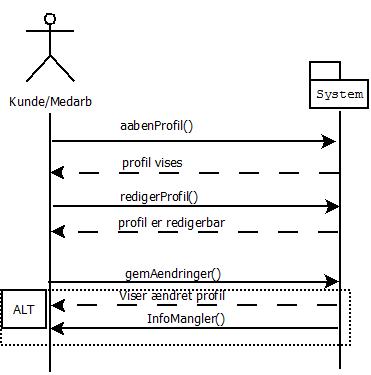 Kunde/Medarb
System
aabenProfil()
profil vises
redigerProfil()
profil er redigerbar
gemAendringer()
Viser ændret profil
ALT
InfoMangler()